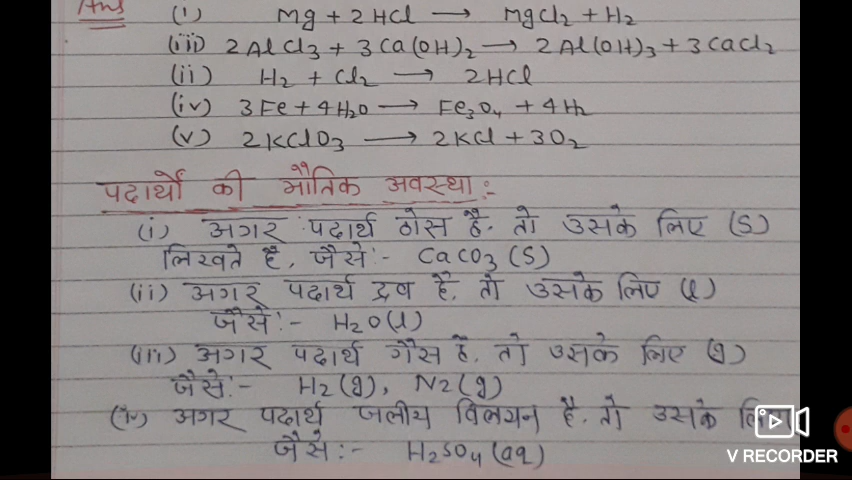 Ans (i) Mg + 2HCl → MgCl2 + H2
(iii) 2AlCl3 + 3Ca(OH)2 → 2Al(OH)3 + 3CaCl2
(ii) H2 + Cl2 → 2HCl
(iv) 3Fe + 4H2O → Fe3O4 + 4H2
(v) 2KClO3 → 2KCl + 3O2
पदार्थों की भौतिक अवस्था :-
(i) अगर पदार्थ ठोस है. तो उसके लिए (s)
लिखते हैं, जैसे:- CaCO3 (s)
(ii) अगर पदार्थ द्रव है. तो उसके लिए (l)
जैसे:- H2O(l)
(iii) अगर पदार्थ गैस है. तो उसके लिए (g)
जैसे:- H2(g), N2(g)
(iv) अगर पदार्थ जलीय विलयन है. तो उसके
जैसे:- H2SO4(aq)
V RECORDER